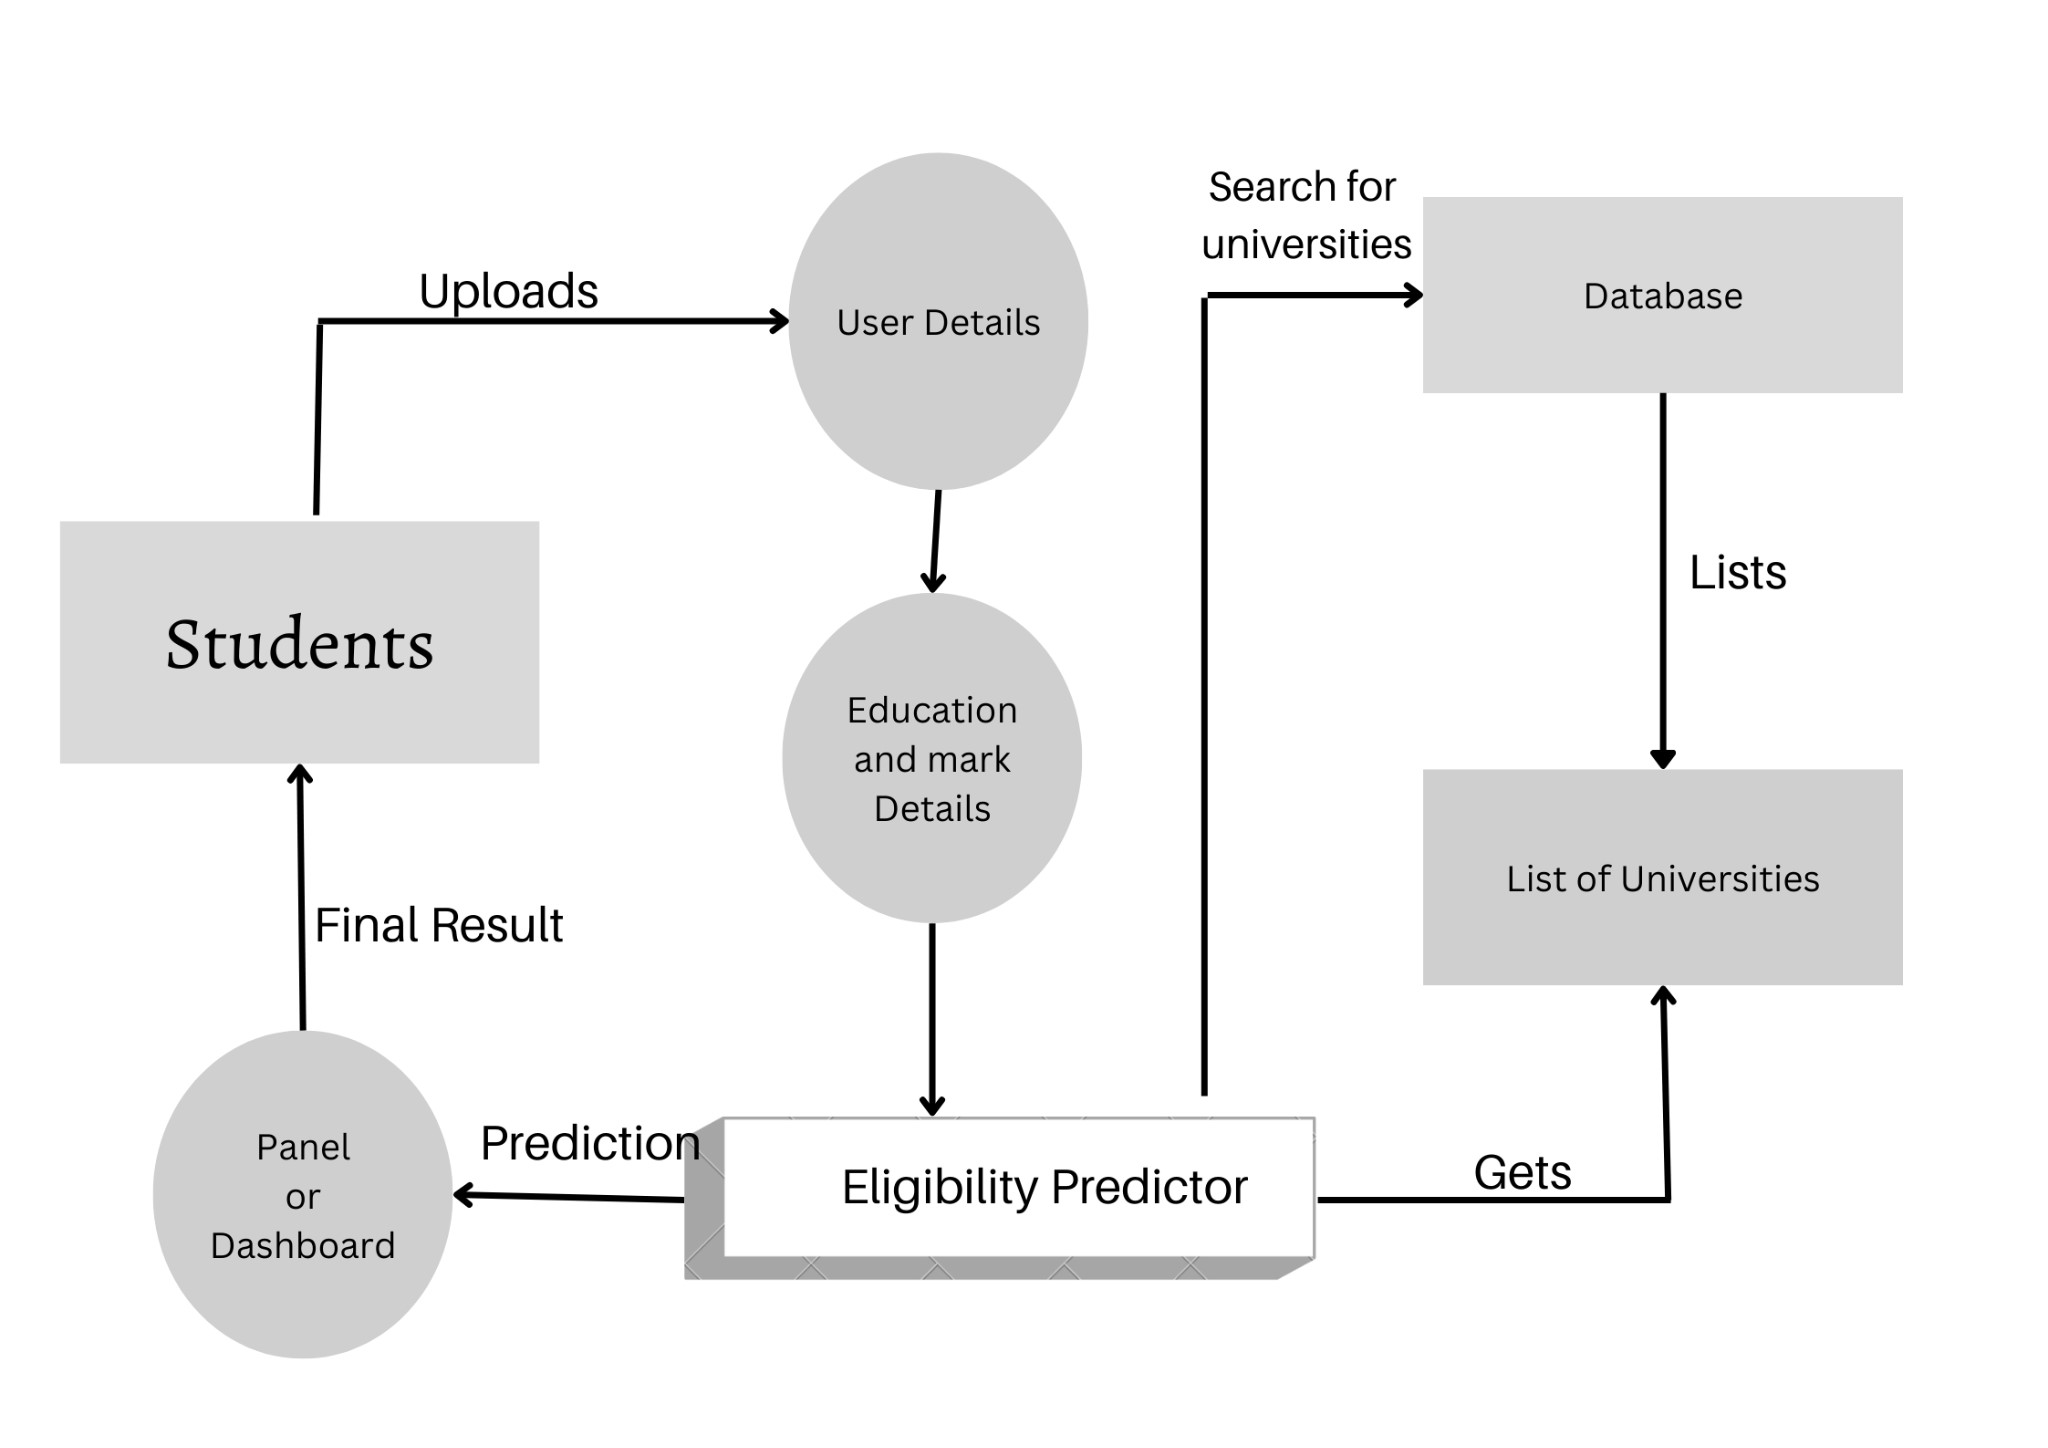 Search for
universities
Database
Uploads
User Details
Lists
Students
Education
and mark
Details
List of Universities
Final Result
Panel
or
Dashboard
Prediction
Eligibility Predictor
Gets